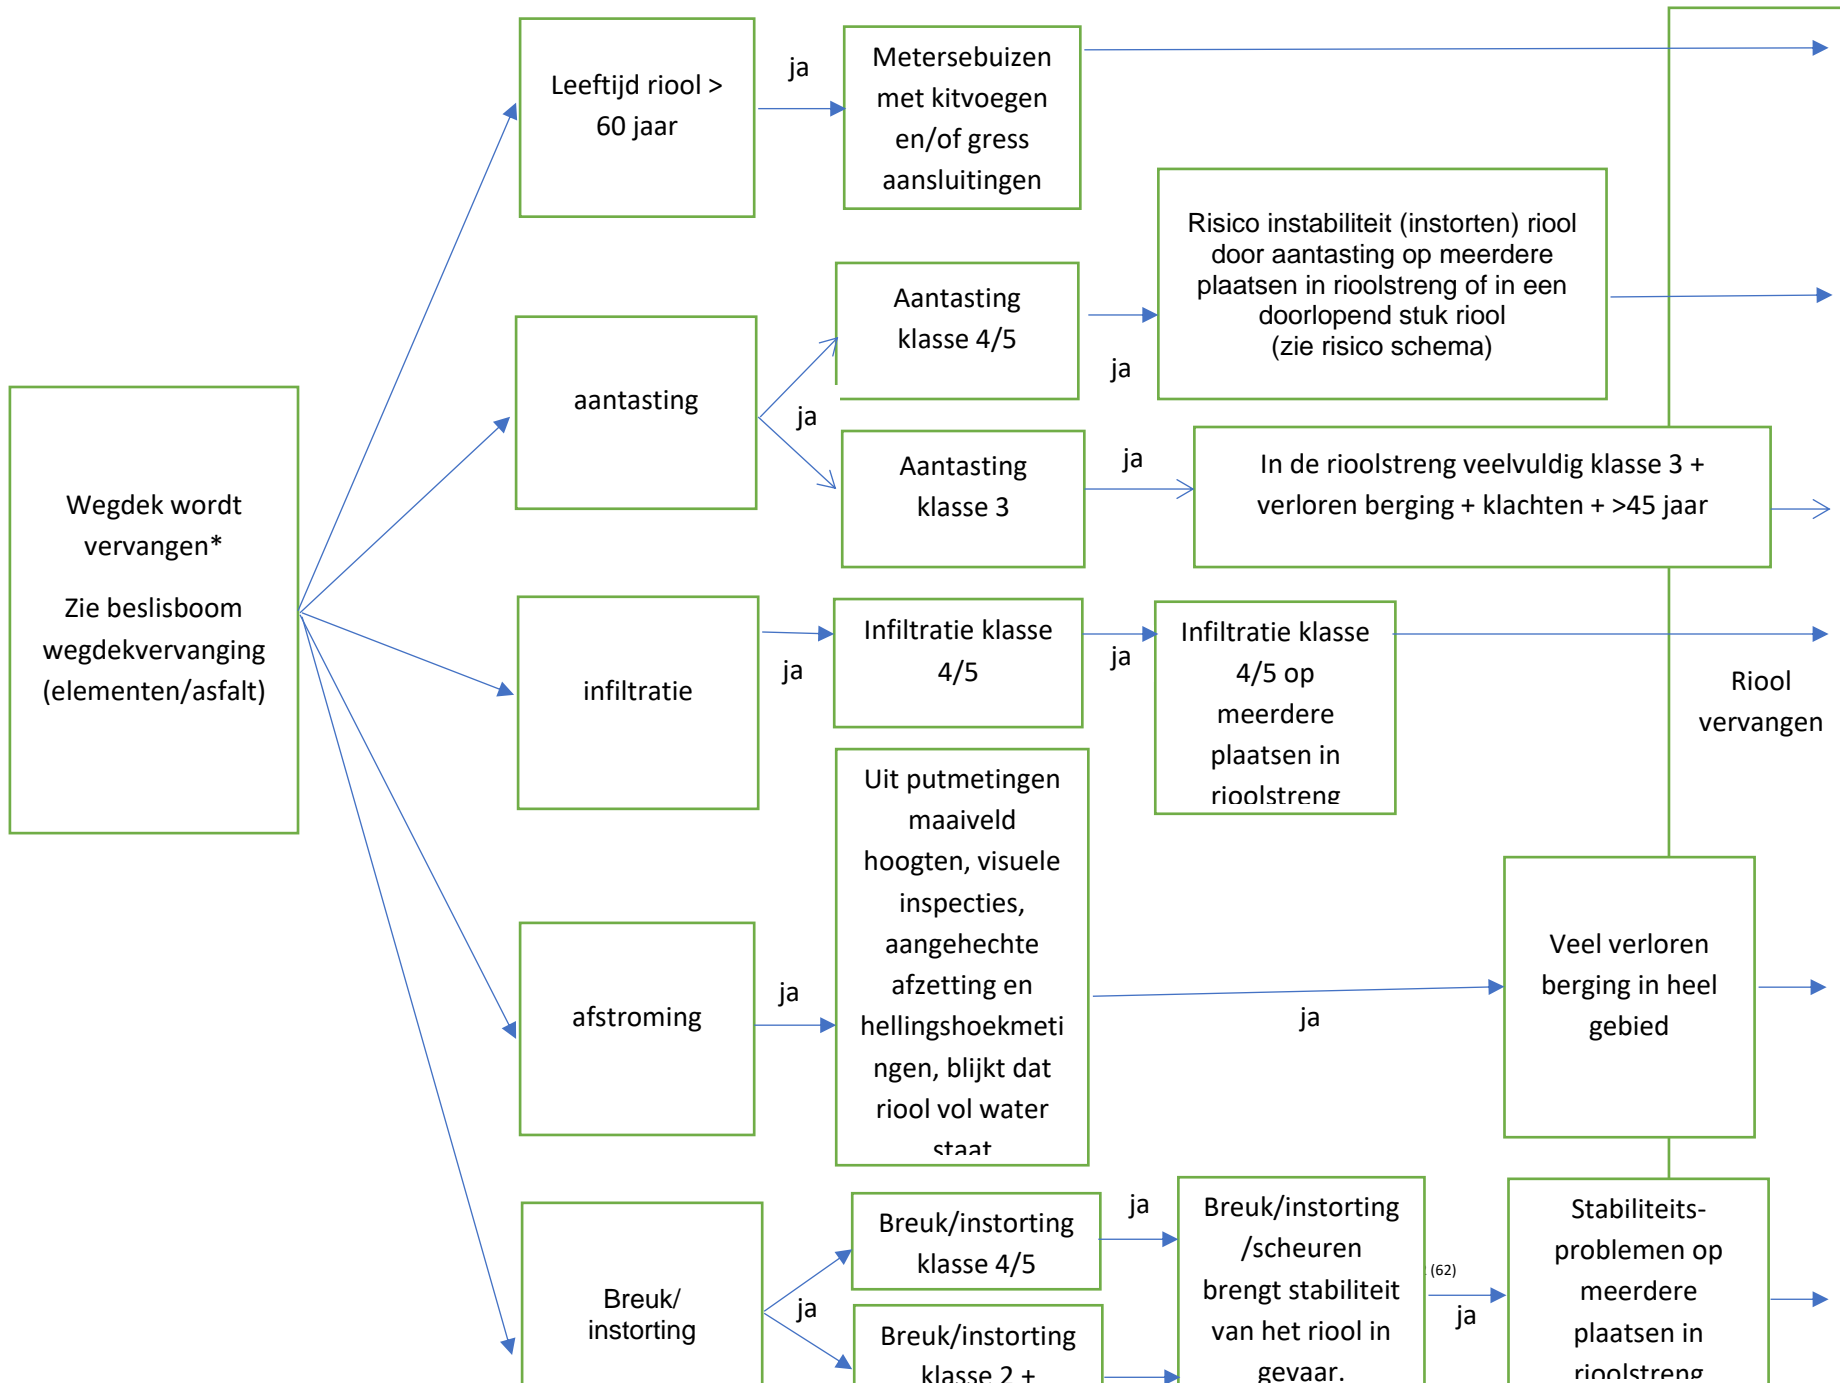 Wegdek wordt
vervangen*
Zie beslisboom
wegdekvervanging
(elementen/asfalt)
Leeftijd riool >
60 jaar
ja
Metersebuizen
met kitvoegen
en/of gress
aansluitingen
aantasting
ja
Aantasting
klasse 4/5
ja
Risico instabiliteit (instorten) riool
door aantasting op meerdere
plaatsen in rioolstreng of in een
doorlopend stuk riool
(zie risico schema)
Aantasting
klasse 3
ja
In de rioolstreng veelvuldig klasse 3 +
verloren berging + klachten + >45 jaar
infiltratie
ja
Infiltratie klasse
4/5
ja
Infiltratie klasse
4/5 op
meerdere
plaatsen in
rioolstreng
Riool
vervangen
afstroming
ja
Uit putmetingen
maaiveld
hoogten, visuele
inspecties,
aangehechte
afzetting en
hellingshoekmeti
ngen, blijkt dat
riool vol water
staat
ja
Veel verloren
berging in heel
gebied
Breuk/
instorting
ja
Breuk/instorting
klasse 4/5
ja
Breuk/instorting
klasse 2 +
Breuk/instorting
/scheuren
brengt stabiliteit
van het riool in
gevaar.
(62)
ja
Stabiliteits-
problemen op
meerdere
plaatsen in
rioolstreng